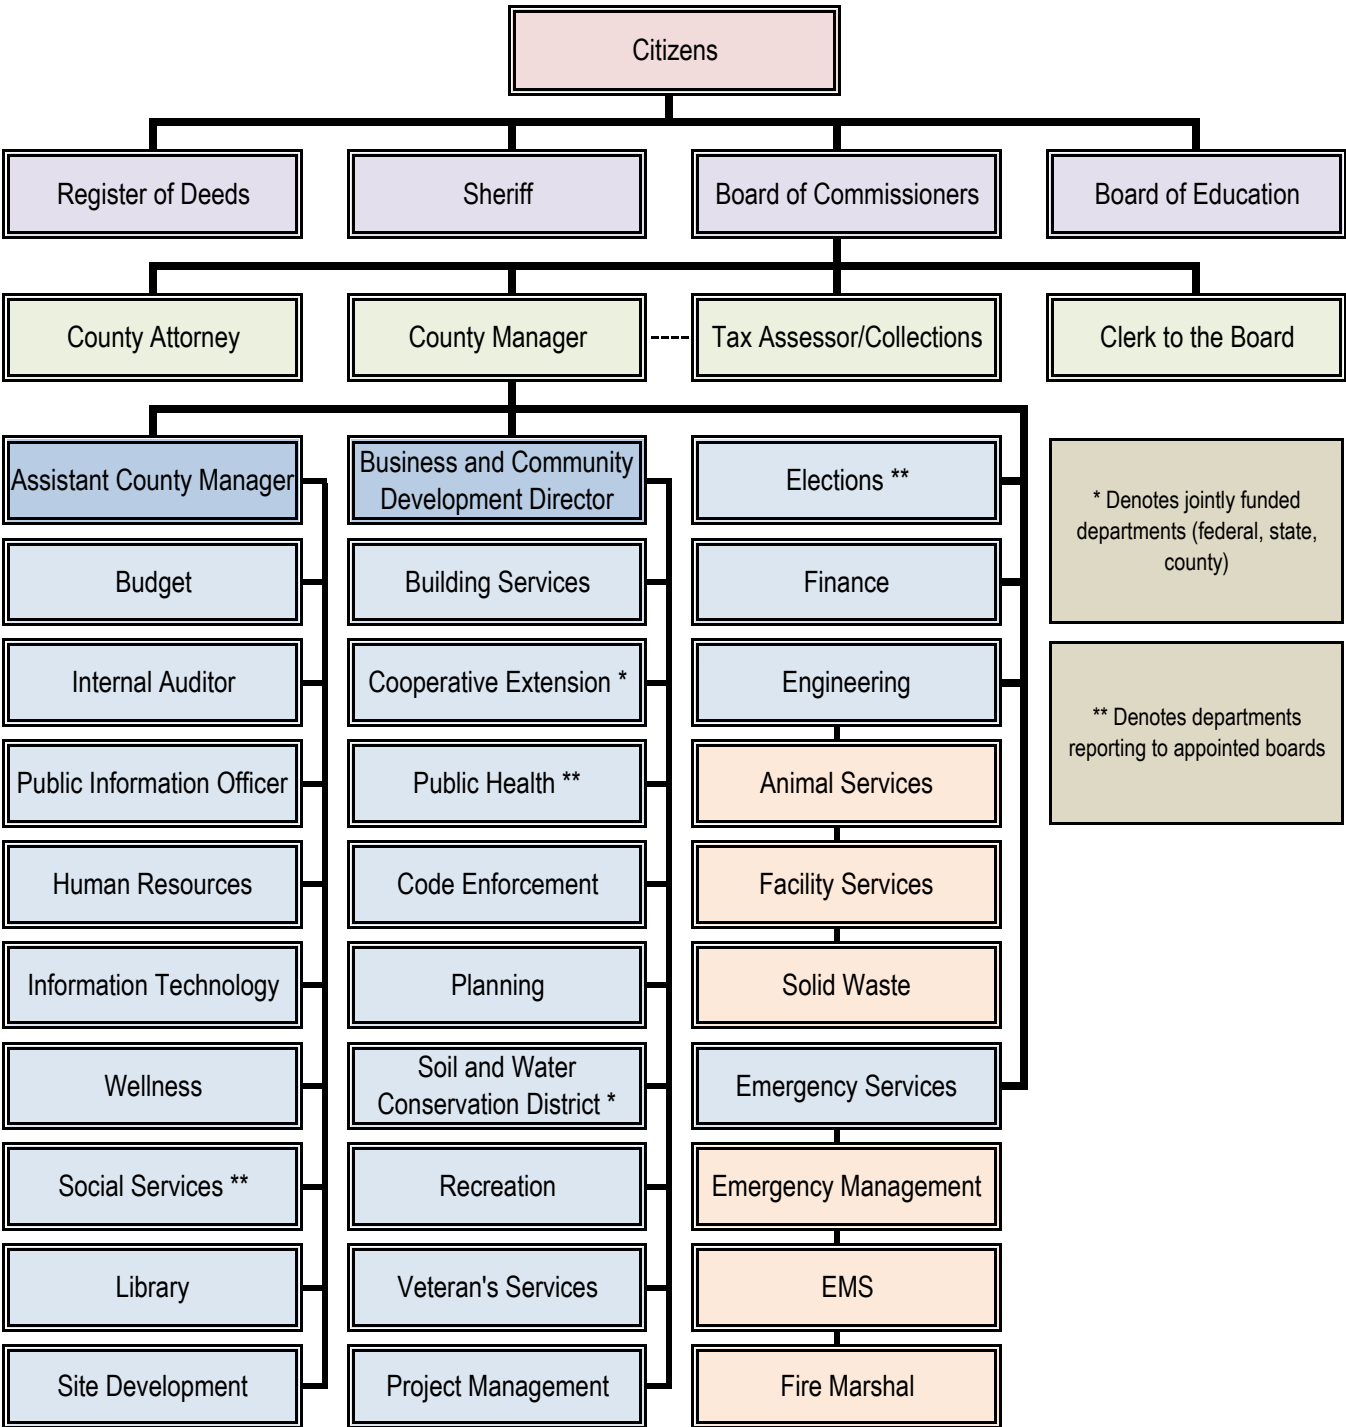 Citizens
Register of Deeds
Sheriff
Board of Commissioners
Board of Education
County Attorney
County Manager
Tax Assessor/Collections
Clerk to the Board
Assistant County Manager
Budget
Internal Auditor
Public Information Officer
Human Resources
Information Technology
Wellness
Social Services **
Library
Site Development
Business and Community
Development Director
Building Services
Cooperative Extension *
Public Health **
Code Enforcement
Planning
Soil and Water
Conservation District *
Recreation
Veteran's Services
Project Management
Elections **
Finance
Engineering
Animal Services
Facility Services
Solid Waste
Emergency Services
Emergency Management
EMS
Fire Marshal
* Denotes jointly funded
departments (federal, state,
county)
** Denotes departments
reporting to appointed boards